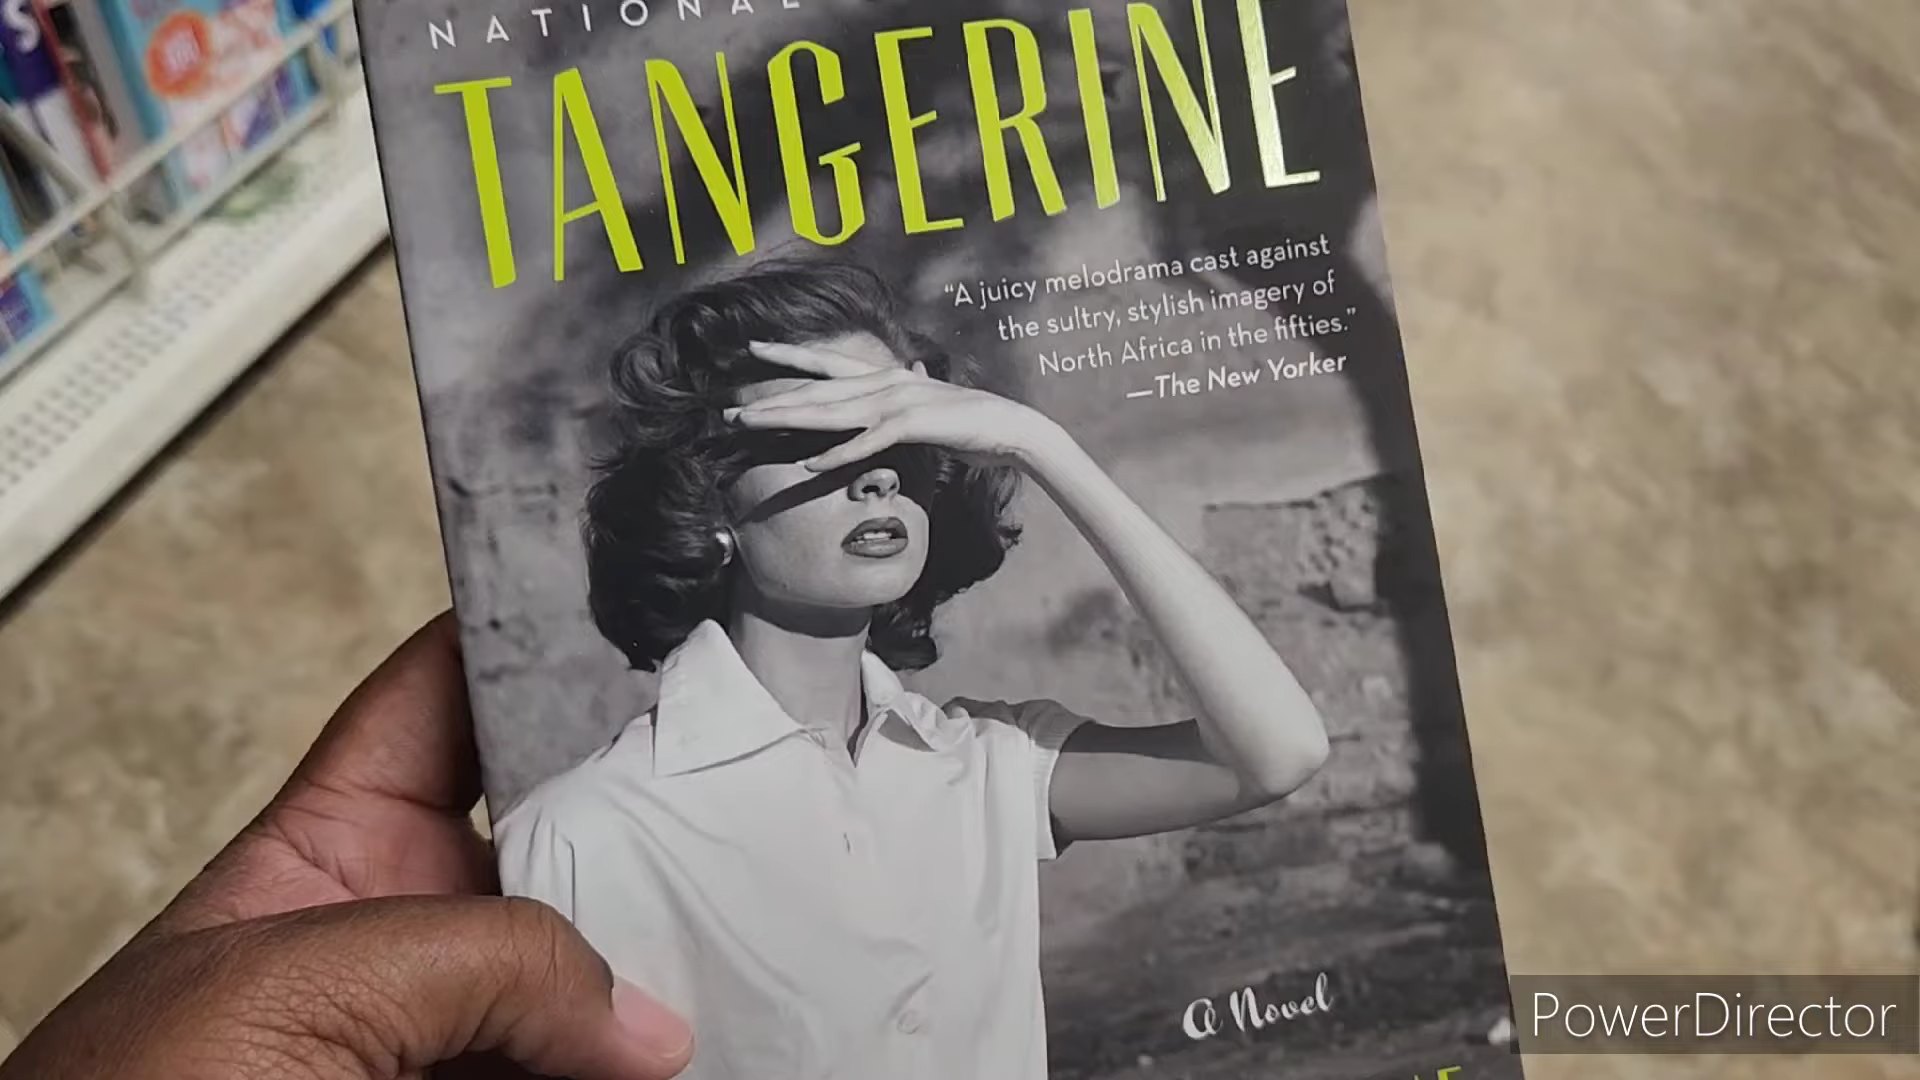 NATIONAL
TANGERINE
“A juicy melodrama cast against
the sultry, stylish imagery of
North Africa in the fifties.”
—The New Yorker
a Novel
PowerDirector